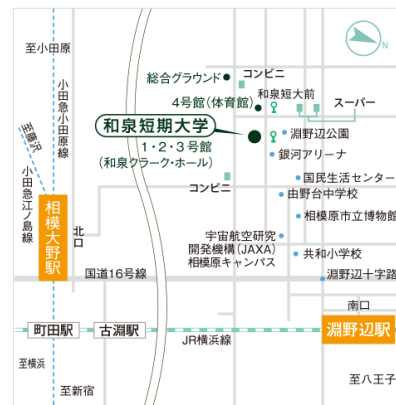 至小田原
N
コンビニ
総合グラウンド
小田急小田原線
和泉短大前
4号館(体育館)
スーパー
至藤沢
和泉短期大学
淵野辺公園
1・2・3号館
(和泉クラーク・ホール)
銀河アリーナ
小田急江ノ島線
国民生活センター
コンビニ
由野台中学校
相模大野駅
相模原市立博物館
北口
宇宙航空研究
開発機構(JAXA)
相模原キャンパス
共和小学校
国道16号線
淵野辺十字路
南口
町田駅
古淵駅
淵野辺駅
JR横浜線
至横浜
至八王子
至新宿